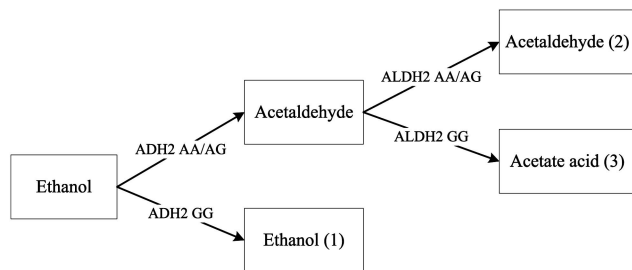 Acetaldehyde (2)
ALDH2 AA/AG
Acetaldehyde
ALDH2 GG
ADH2 AA/AG
Acetate acid (3)
Ethanol
ADH2 GG
Ethanol (1)